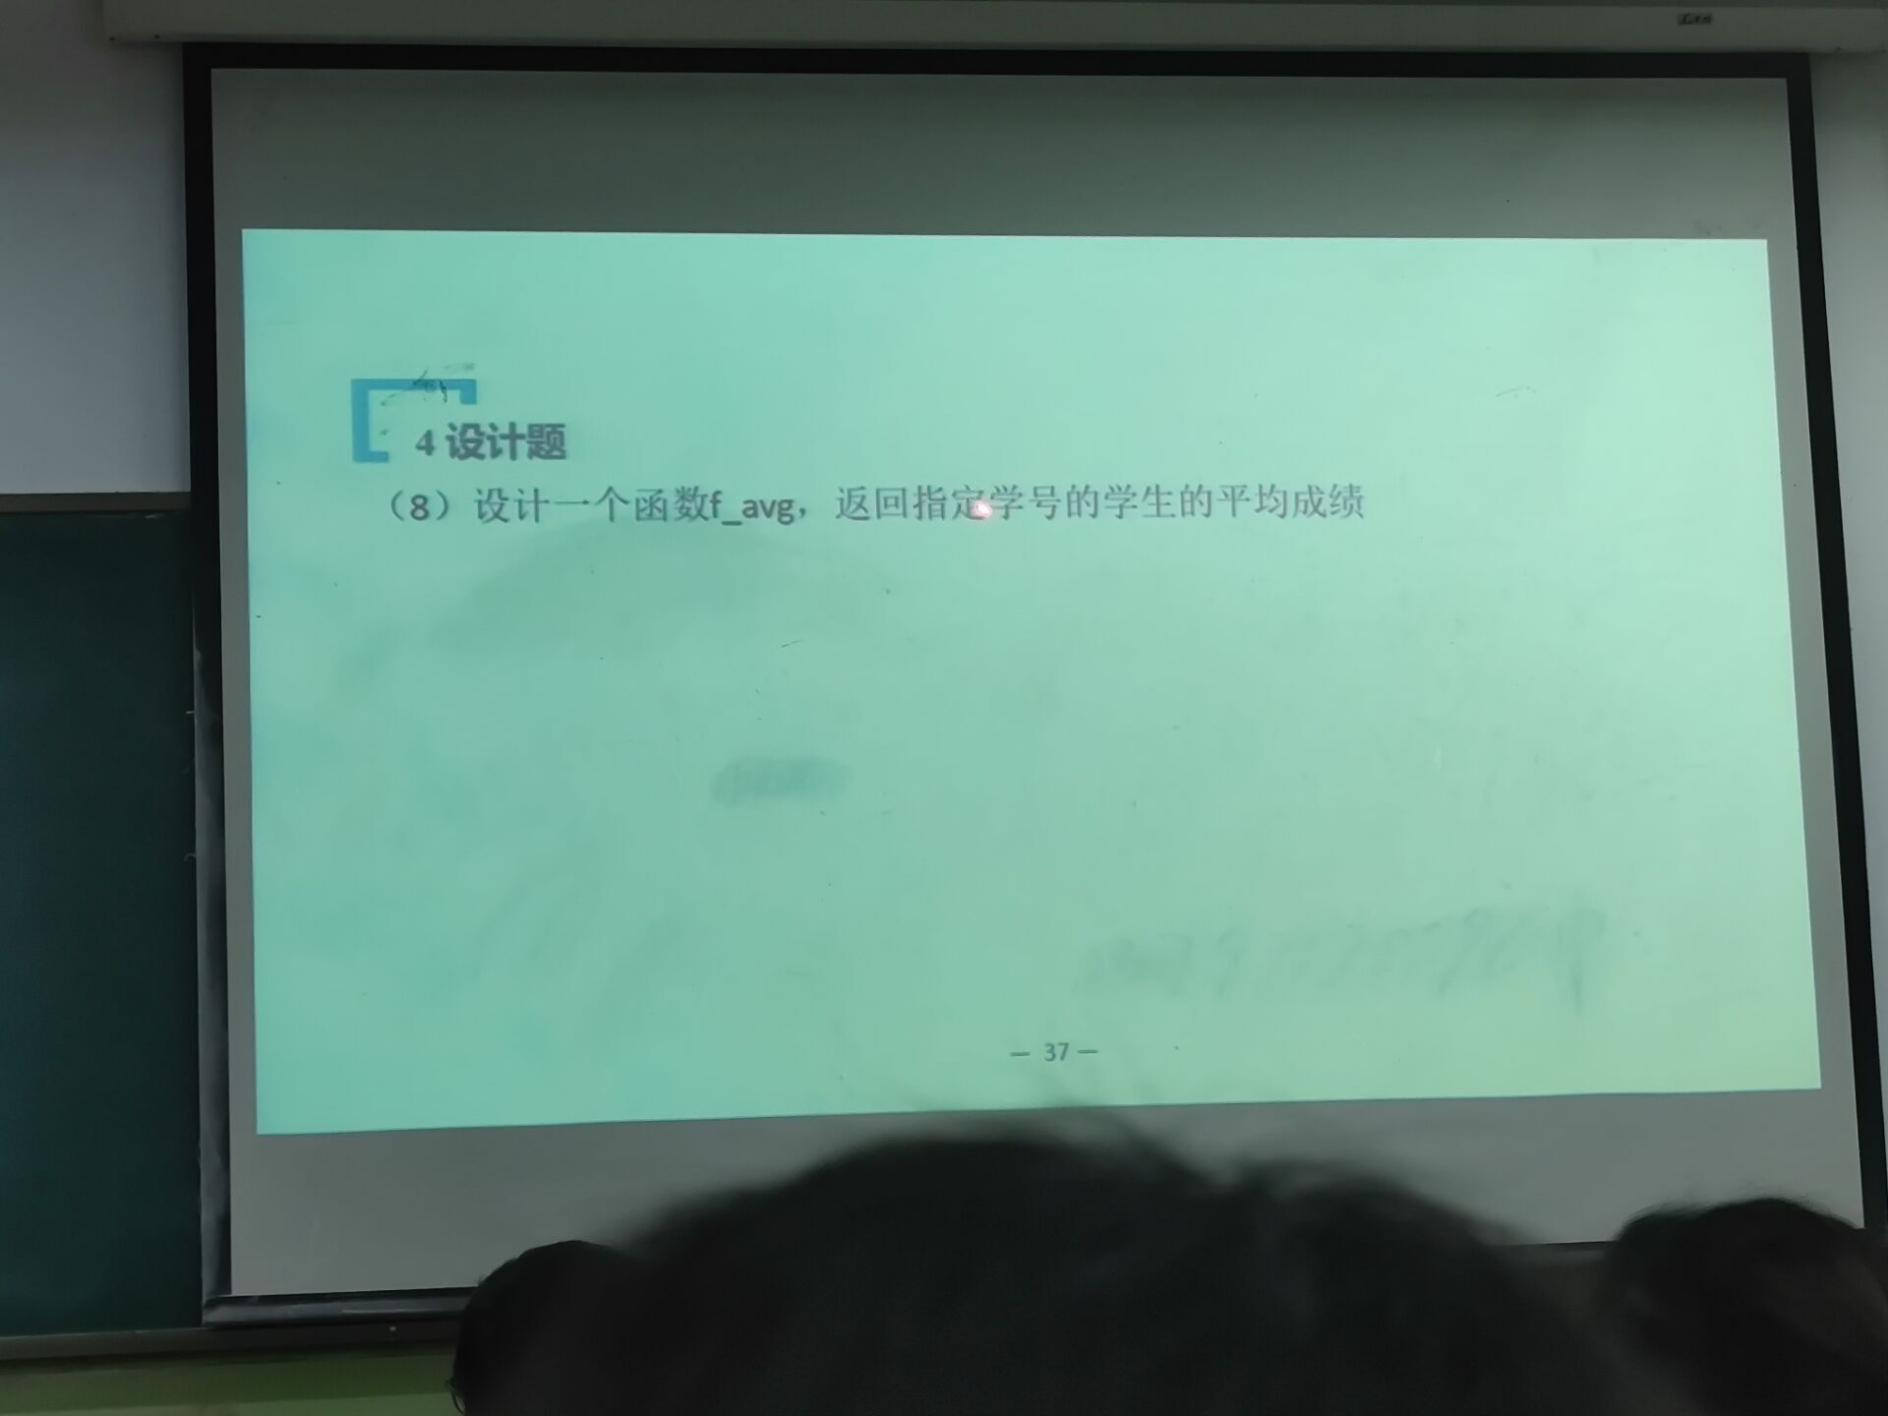 4 设计题
（8）设计一个函数f_avg，返回指定学号的学生的平均成绩
— 37 —